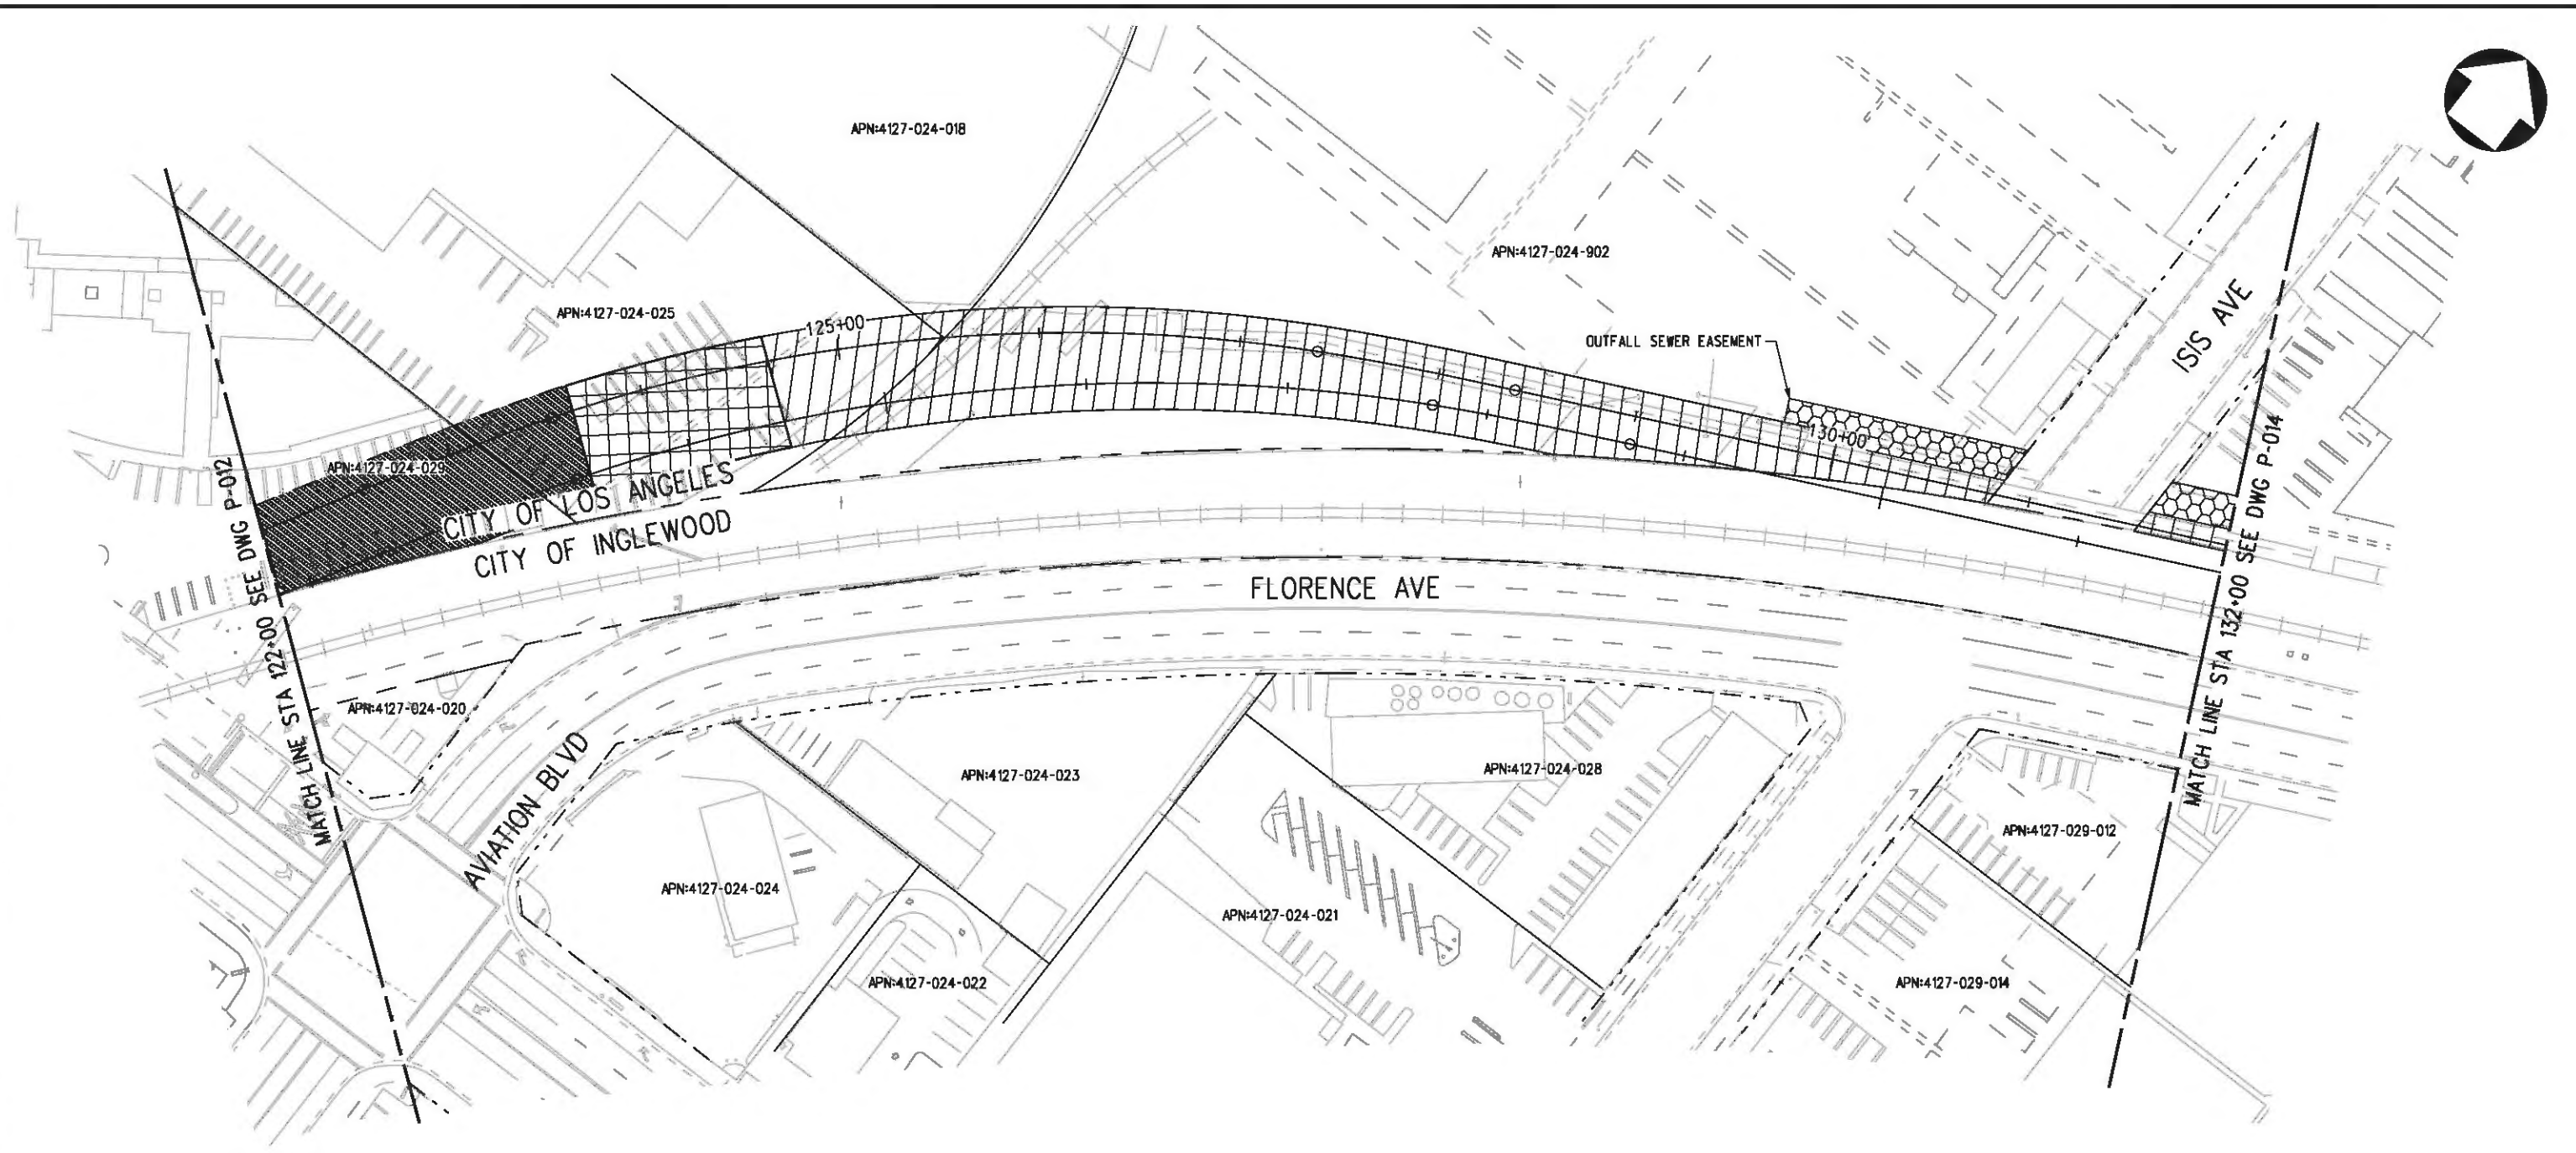 APN:4127-024-018
APN:4127-024-902
APN:4127-024-025
125+00
OUTFALL SEWER EASEMENT
ISIS AVE
130+00
APN:4127-024-029
CITY OF LOS ANGELES
CITY OF INGLEWOOD
MATCH LINE STA 122+00 SEE DWG P-012
MATCH LINE STA 132+00 SEE DWG P-014
FLORENCE AVE
APN:4127-024-020
AVIATION BLVD
APN:4127-024-023
APN:4127-024-028
APN:4127-029-012
APN:4127-024-024
APN:4127-024-021
APN:4127-024-022
APN:4127-029-014